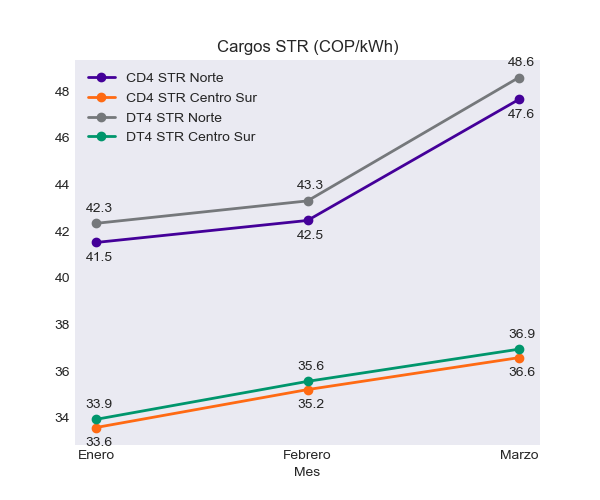 Cargos STR (COP/kWh)
CD4 STR Norte
CD4 STR Centro Sur
DT4 STR Norte
DT4 STR Centro Sur
48
46
44
42
40
38
36
34
42.3
41.5
43.3
42.5
48.6
47.6
33.9
33.6
35.6
35.2
36.9
36.6
Enero
Febrero
Marzo
Mes